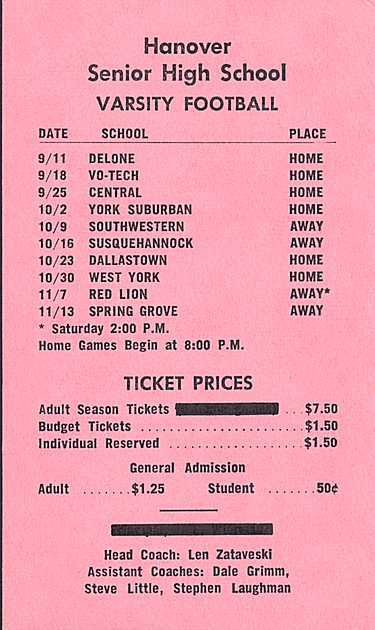 Hanover
Senior High School
VARSITY FOOTBALL
DATE SCHOOL PLACE
9/11 DELONE HOME
9/18 VO-TECH HOME
9/25 CENTRAL HOME
10/2 YORK SUBURBAN HOME
10/9 SOUTHWESTERN AWAY
10/16 SUSQUEHANNOCK AWAY
10/23 DALLASTOWN HOME
10/30 WEST YORK HOME
11/7 RED LION AWAY*
11/13 SPRING GROVE AWAY
* Saturday 2:00 P.M.
Home Games Begin at 8:00 P.M.
TICKET PRICES
Adult Season Tickets ... $7.50
Budget Tickets ....................... $1.50
Individual Reserved .................. $1.50
General Admission
Adult ....... $1.25 Student ....... 50¢
Head Coach: Len Zataveski
Assistant Coaches: Dale Grimm,
Steve Little, Stephen Laughman